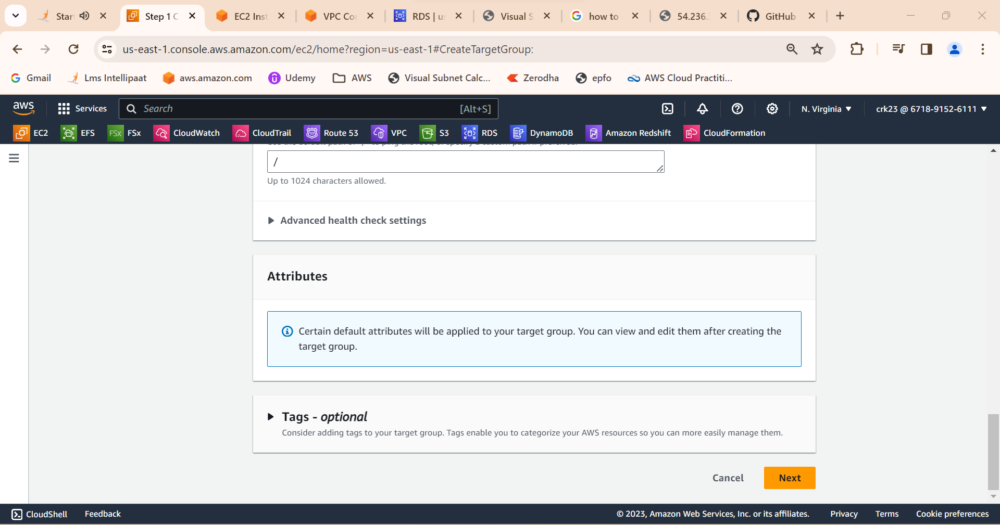 Star
Step 1 C
EC2 Inst
VPC Co
RDS | us
Visual S
how to
54.236.
GitHub
us-east-1.console.aws.amazon.com/ec2/home?region=us-east-1#CreateTargetGroup:
Gmail
Lms Intellipaat
aws.amazon.com
Udemy
AWS
Visual Subnet Calc...
Zerodha
epfo
AWS Cloud Practiti...
aws
Services
Search
[Alt+S]
N. Virginia
crk23 @ 6718-9152-6111
EC2
EFS
FSx
FSx
CloudWatch
CloudTrail
53
Route 53
VPC
S3
RDS
DynamoDB
Amazon Redshift
CloudFormation
/
Up to 1024 characters allowed.
Advanced health check settings
Attributes
Certain default attributes will be applied to your target group. You can view and edit them after creating the
target group.
Tags - optional
Consider adding tags to your target group. Tags enable you to categorize your AWS resources so you can more easily manage them.
Cancel
Next
CloudShell
Feedback
© 2023, Amazon Web Services, Inc. or its affiliates.
Privacy
Terms
Cookie preferences